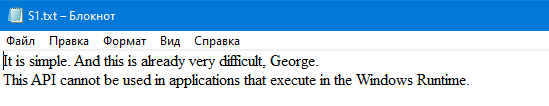 S1.txt – Блокнот
Файл Правка Формат Вид Справка
It is simple. And this is already very difficult, George.
This API cannot be used in applications that execute in the Windows Runtime.